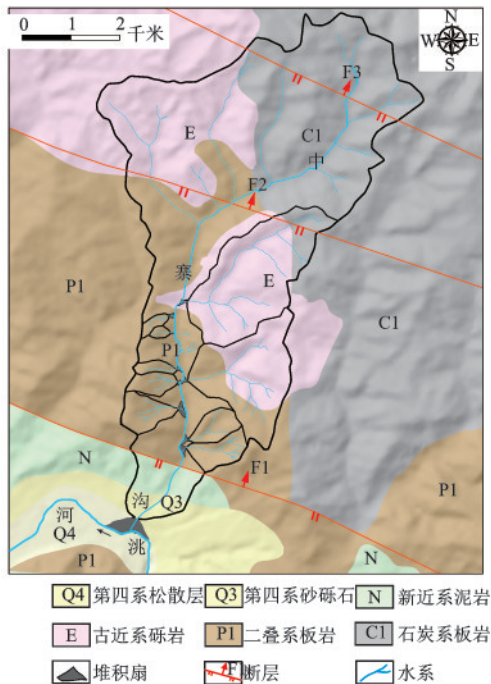 0 1 2 千米
N
W E
S
F3
E
C1
中
F2
寨
E
P1
C1
P1
N
F1
沟 Q3
P1
河
Q4
洮
P1
N
Q4 第四系松散层 Q3 第四系砂砾石 N 新近系泥岩
E 古近系砾岩 P1 二叠系板岩 C1 石炭系板岩
堆积扇 F 断层 水系